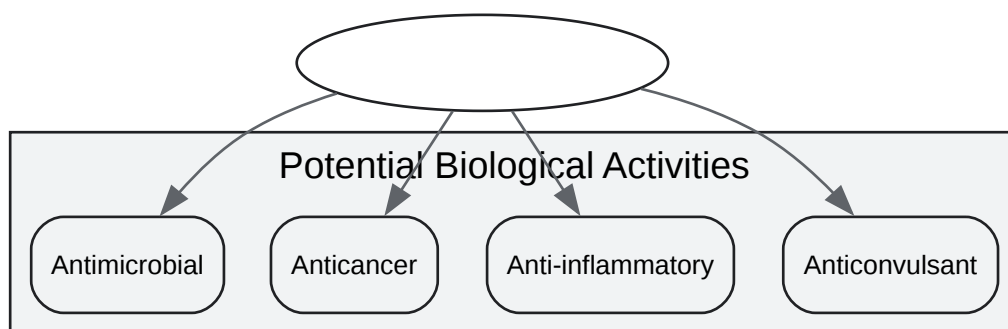 Potential Biological Activities
Antimicrobial
Anticancer
Anti-inflammatory
Anticonvulsant